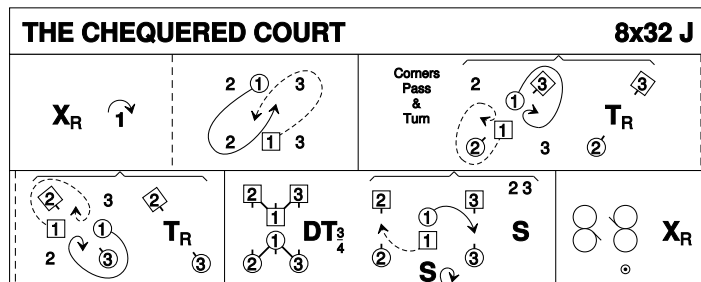 THE CHEQUERED COURT 8x32 J
XR 1
2 1 3
2 1 3
Corners
Pass
&
Turn
2 3 3
1 TR
1
2 3 2
2 3 2
1 1 TR
2 3 3
2 3
1
1
2 3
DT3/4
2 3
2 3
1 S
1
2 3
S
XR